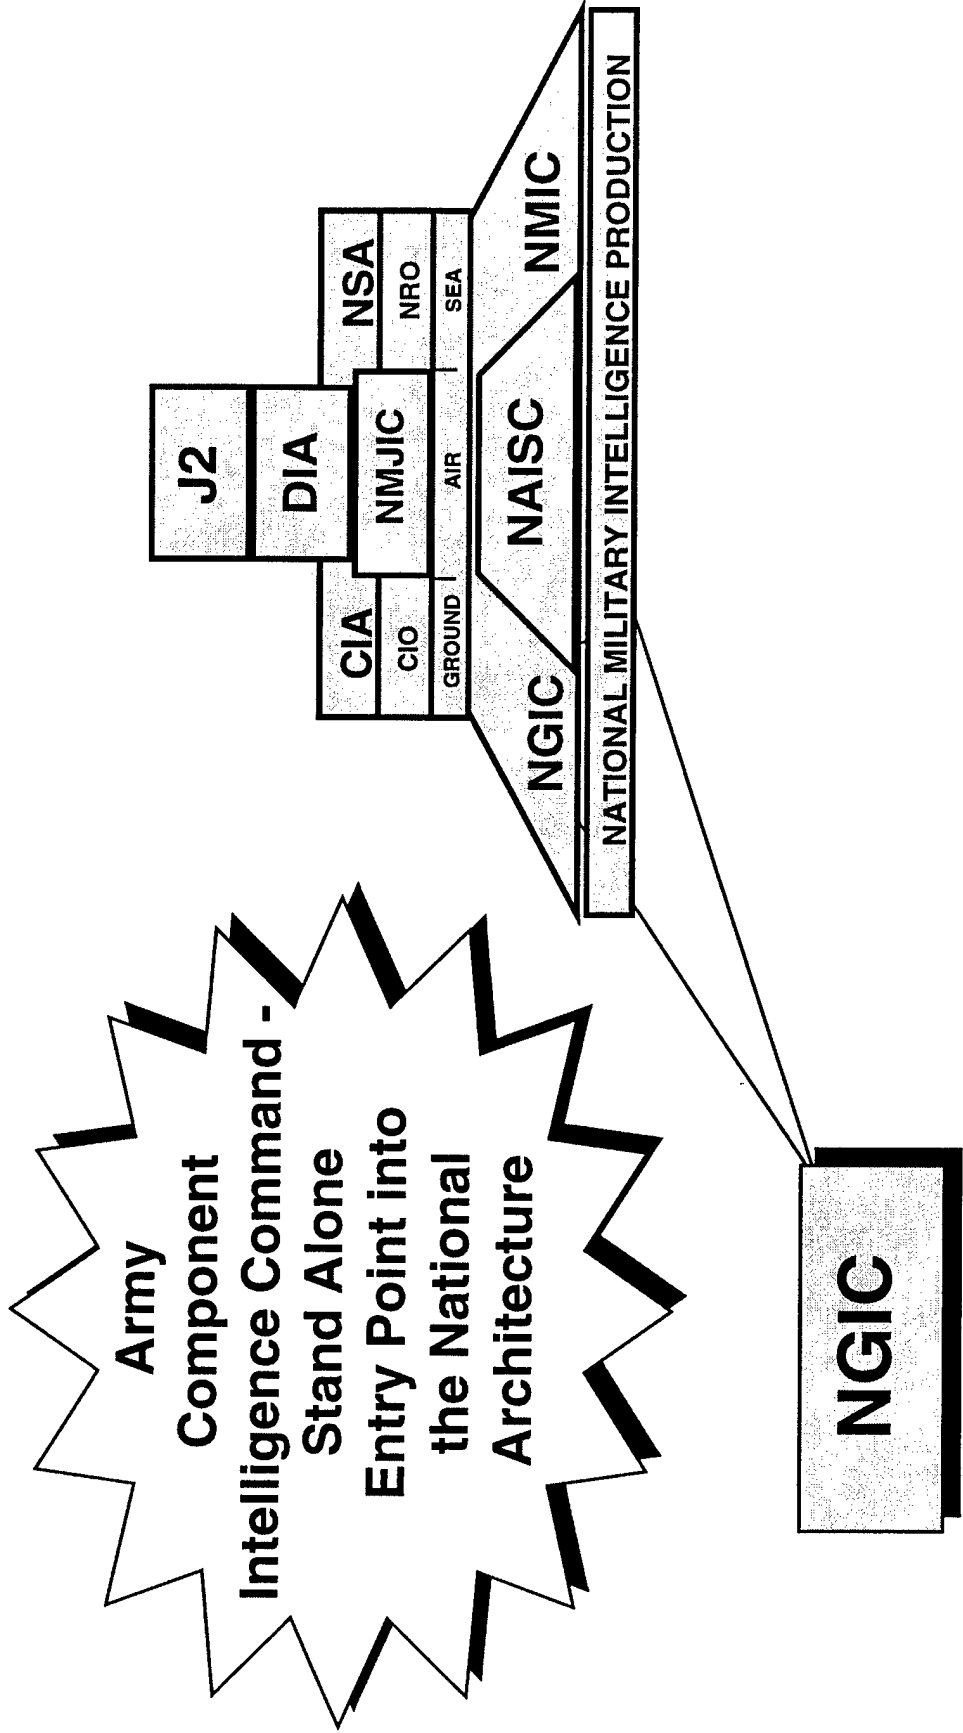 Army
Component
Intelligence Command -
Stand Alone
Entry Point into
the National
Architecture
J2
DIA
CIA
NMJIC
NSA
CIO
NRO
GROUND
AIR
SEA
NGIC
NAISC
NMIC
NATIONAL MILITARY INTELLIGENCE PRODUCTION
NGIC